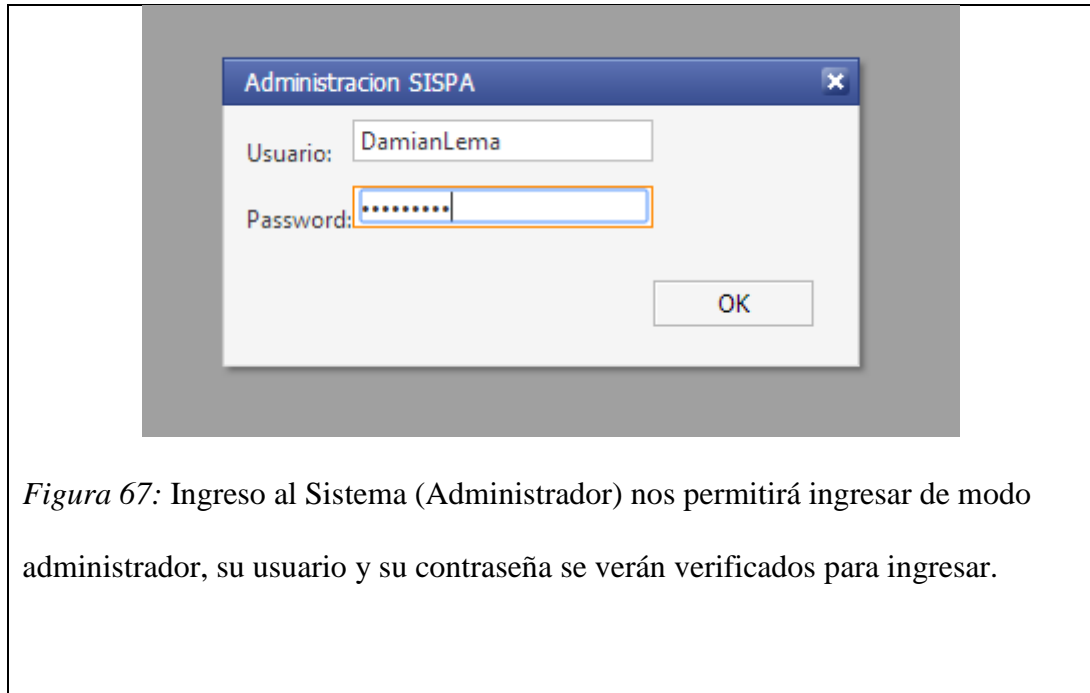 Administracion SISPA
Usuario: DamianLema
Password: •••••••••
OK
Figura 67: Ingreso al Sistema (Administrador) nos permitirá ingresar de modo
administrador, su usuario y su contraseña se verán verificados para ingresar.